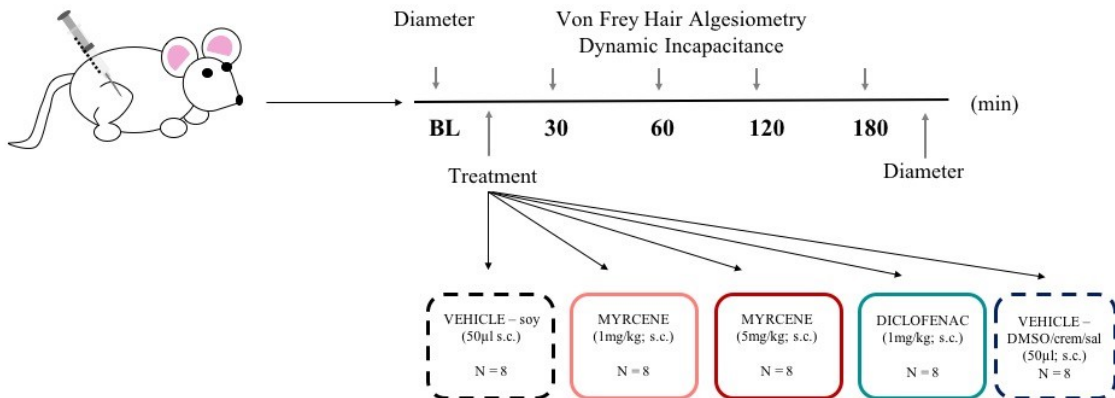 Diameter
Von Frey Hair Algesiometry
Dynamic Incapacitance
(min)
BL
30
60
120
180
Treatment
Diameter
VEHICLE – soy
(50µl s.c.)
N = 8
MYRCENE
(1mg/kg; s.c.)
N = 8
MYRCENE
(5mg/kg; s.c.)
N = 8
DICLOFENAC
(1mg/kg; s.c.)
N = 8
VEHICLE –
DMSO/crem/sal
(50µl; s.c.)
N = 8